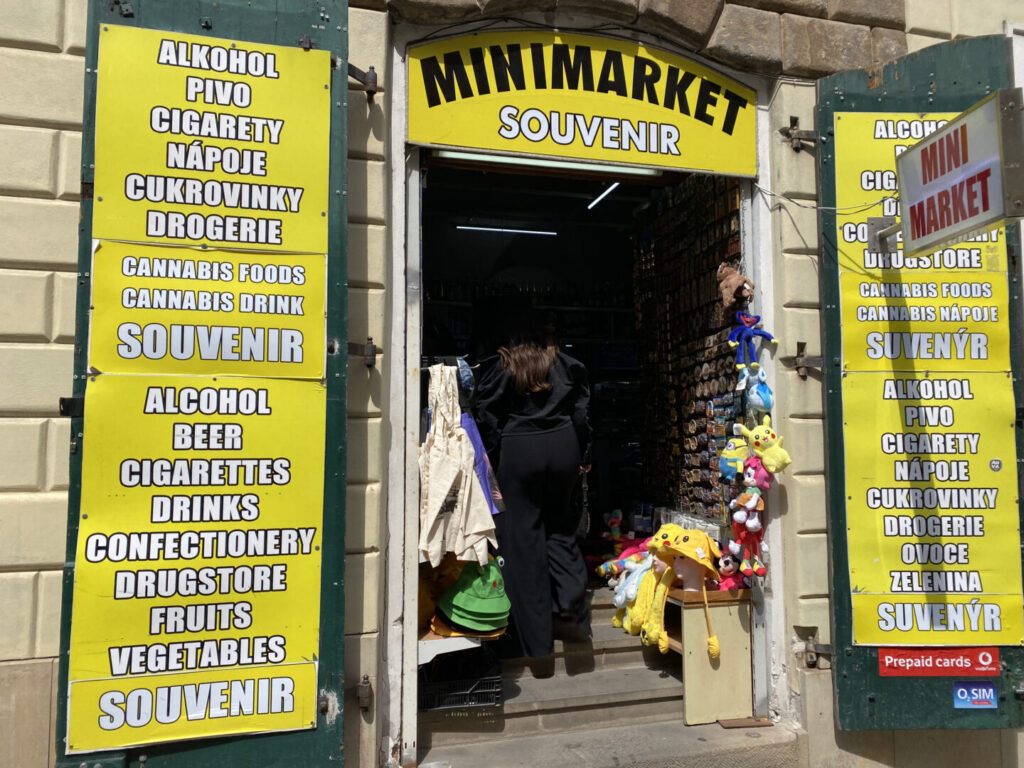 ALKOHOL
PIVO
CIGARETY
NÁPOJE
CUKROVINKY
DROGERIE
CANNABIS FOODS
CANNABIS DRINK
SOUVENIR
ALCOHOL
BEER
CIGARETTES
DRINKS
CONFECTIONERY
DRUGSTORE
FRUITS
VEGETABLES
SOUVENIR
MINIMARKET
SOUVENIR
MINI
MARKET
DRUGSTORE
CANNABIS FOODS
CANNABIS NÁPOJE
SOUVENÝR
ALCOHOL
PIVO
CIGARETY
NÁPOJE
CUKROVINKY
DROGERIE
OVOCE
ZELENINA
SUVENÝR
Prepaid cards
vodafone
O2 SIM